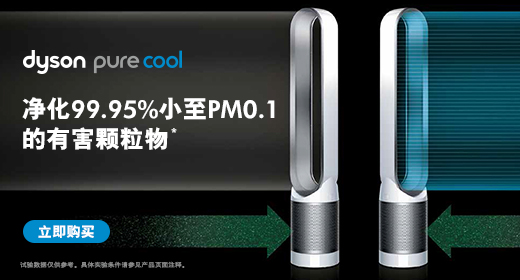 dyson pure cool
净化99.95%小至PM0.1
的有害颗粒物*
立即购买
试验数据仅供参考。具体实验条件请参见产品页面注释。